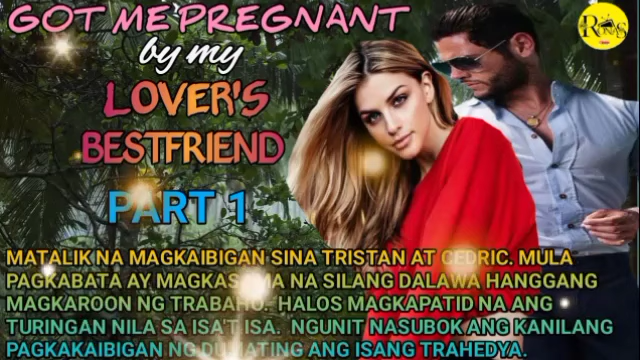 GOT ME PREGNANT
by my
LOVER'S
BESTFRIEND
PART 1
MATALIK NA MAGKAIBIGAN SINA TRISTAN AT CEDRIC. MULA
PAGKABATA AY MAGKASAMA NA SILANG DALAWA HANGGANG
MAGKAROON NG TRABAHO. HALOS MAGKAPATID NA ANG
TURINGAN NILA SA ISA'T ISA. NGUNIT NASUBOK ANG KANILANG
PAGKAKAIBIGAN NG DUMATING ANG ISANG TRAHEDYA.